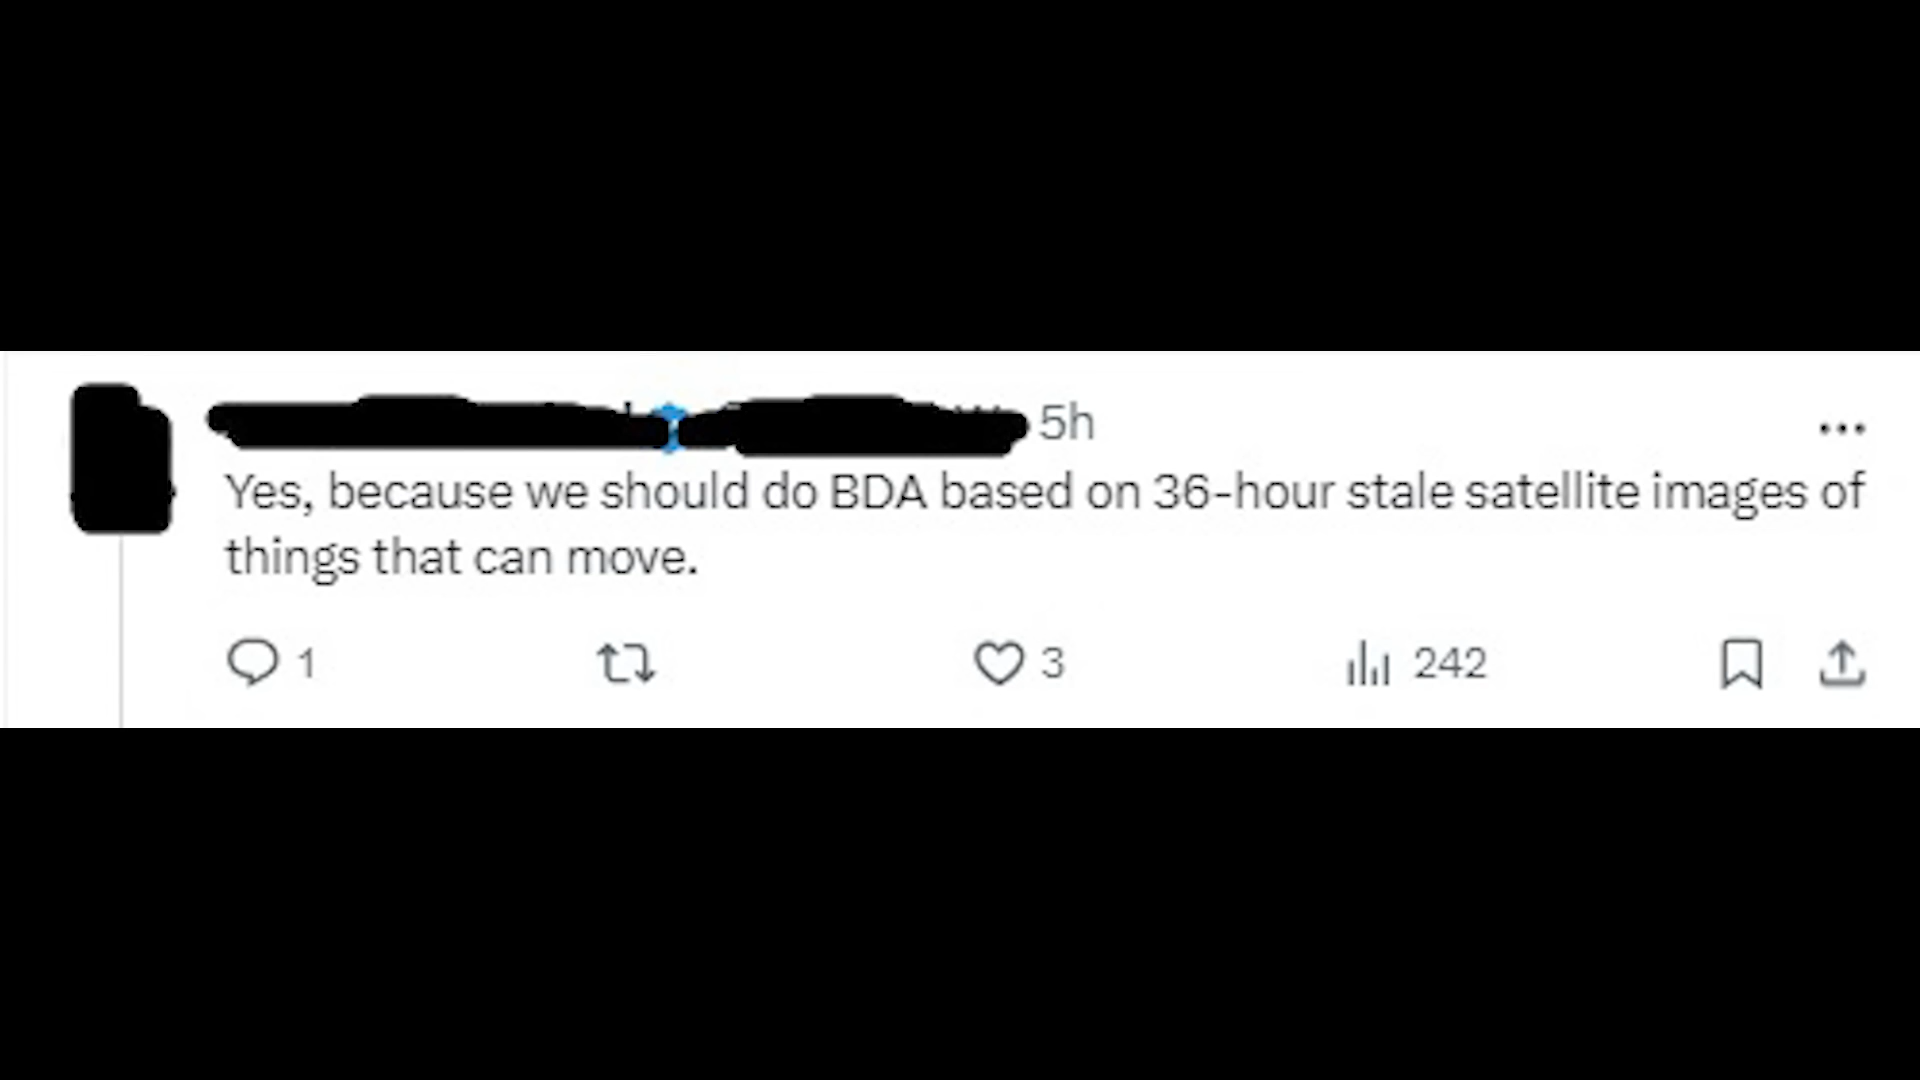 5h
Yes, because we should do BDA based on 36-hour stale satellite images of
things that can move.
1 3 242